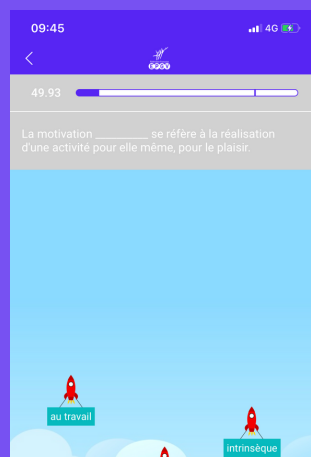 09:45
4G
EPGV
49.93
La motivation __________ se réfère à la réalisation
d'une activité pour elle même, pour le plaisir.
au travail
intrinsèque